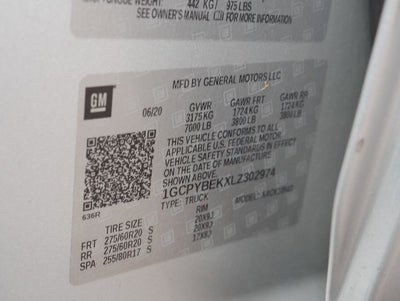 TONGUE WEIGHT: 442 KG/ 975 LBS
SEE OWNER'S MANUAL FOR MORE INFORMATION
MFD BY GENERAL MOTORS LLC
GM
06/20 GVWR GAWR FRT GAWR RR
3175 KG 1724 KG 1724 KG
7000 LB 3800 LB 3800 LB
THIS VEHICLE CONFORMS TO ALL
APPLICABLE U.S. FEDERAL MOTOR
VEHICLE SAFETY STANDARDS IN EFFECT
ON THE DATE OF MANUFACTURE
SHOWN ABOVE
1GCPYBEKXLZ302974
636R
TYPE: TRUCK MODEL:
TIRE SIZE RIM
FRT 275/60R20 S 20X9J
RR 275/60R20 S 20X9J
SPA 255/80R17 S 17X8J